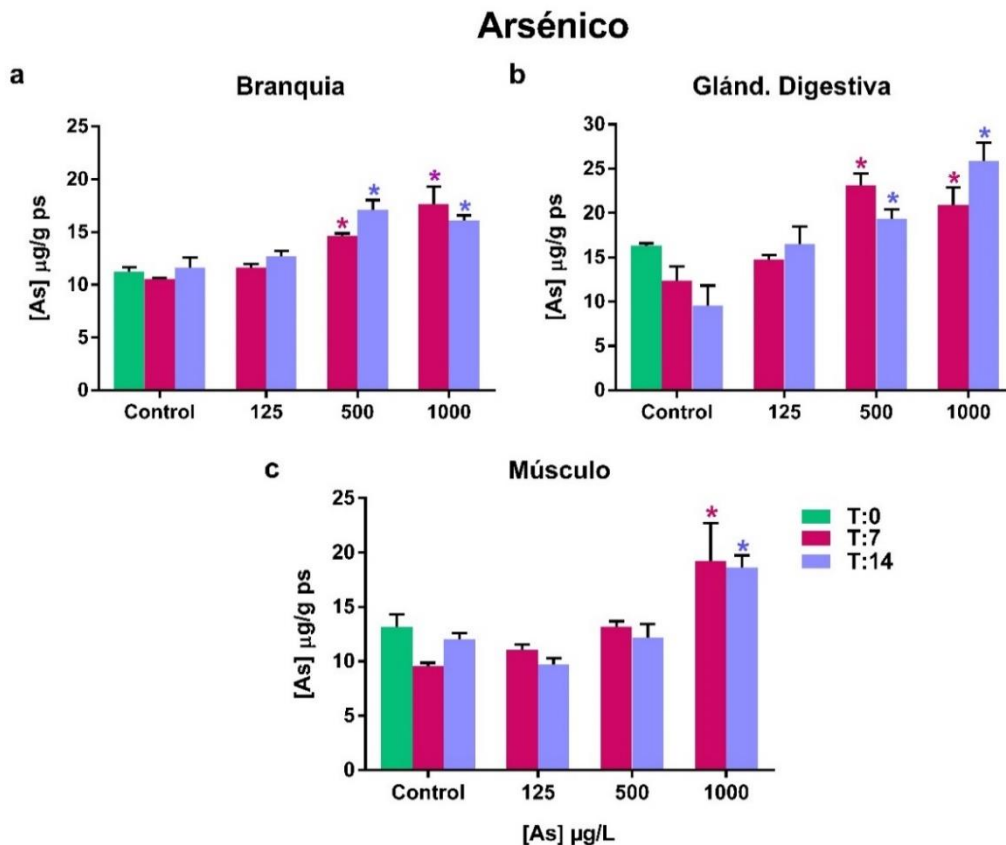 Arsénico
a
Branquia
[As] µg/g ps
25
20
15
10
5
0
*
*
*
*
Control 125 500 1000
b
Gland. Digestiva
[As] µg/g ps
30
25
20
15
10
5
0
*
*
*
*
Control 125 500 1000
c
Músculo
[As] µg/g ps
25
20
15
10
5
0
*
*
Control 125 500 1000
[As] µg/L
T:0
T:7
T:14